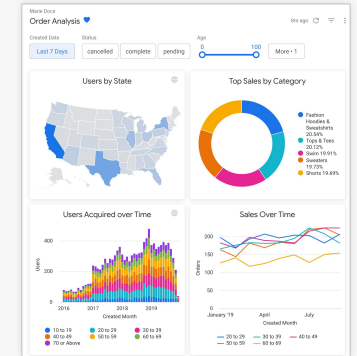 Marie Docs
Order Analysis
8m ago
Created Date
Status
Age
Last 7 Days
cancelled
complete
pending
0
100
More • 1
Users by State
Top Sales by Category
Fashion
Hoodies &
Sweatshirts
20.54%
Tops & Tees
20.12%
Swim 19.91%
Sweaters
19.73%
Shorts 19.69%
Users Acquired over Time
Users
400
200
0
2016
2017
2018
2019
Created Month
10 to 19
20 to 29
30 to 39
40 to 49
50 to 59
60 to 69
70 or Above
Sales Over Time
Orders
200
150
100
50
0
January '19
April
July
Created Month
20 to 29
30 to 39
40 to 49
50 to 59
60 to 69